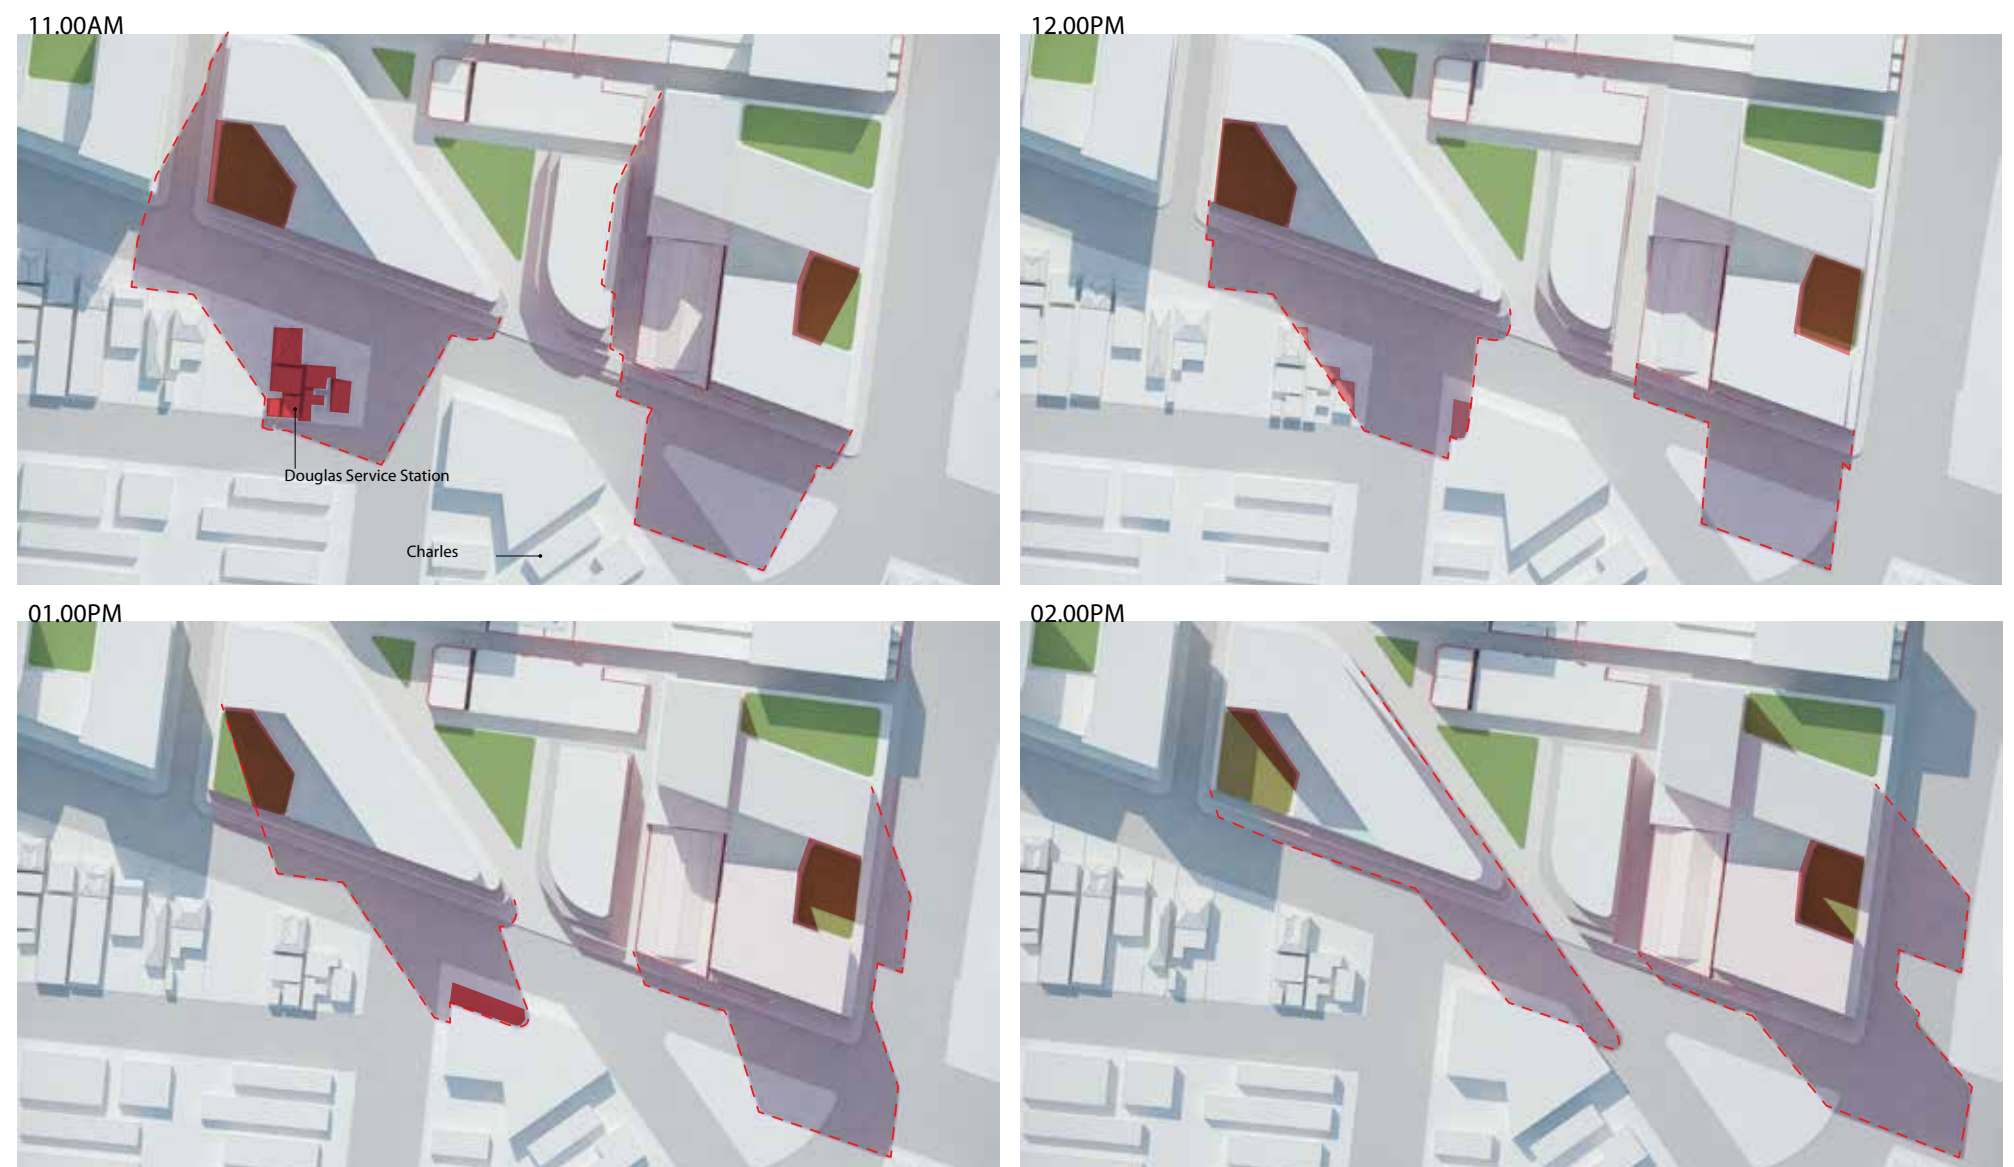 11.00AM
12.00PM
Douglas Service Station
Charles
01.00PM
02.00PM